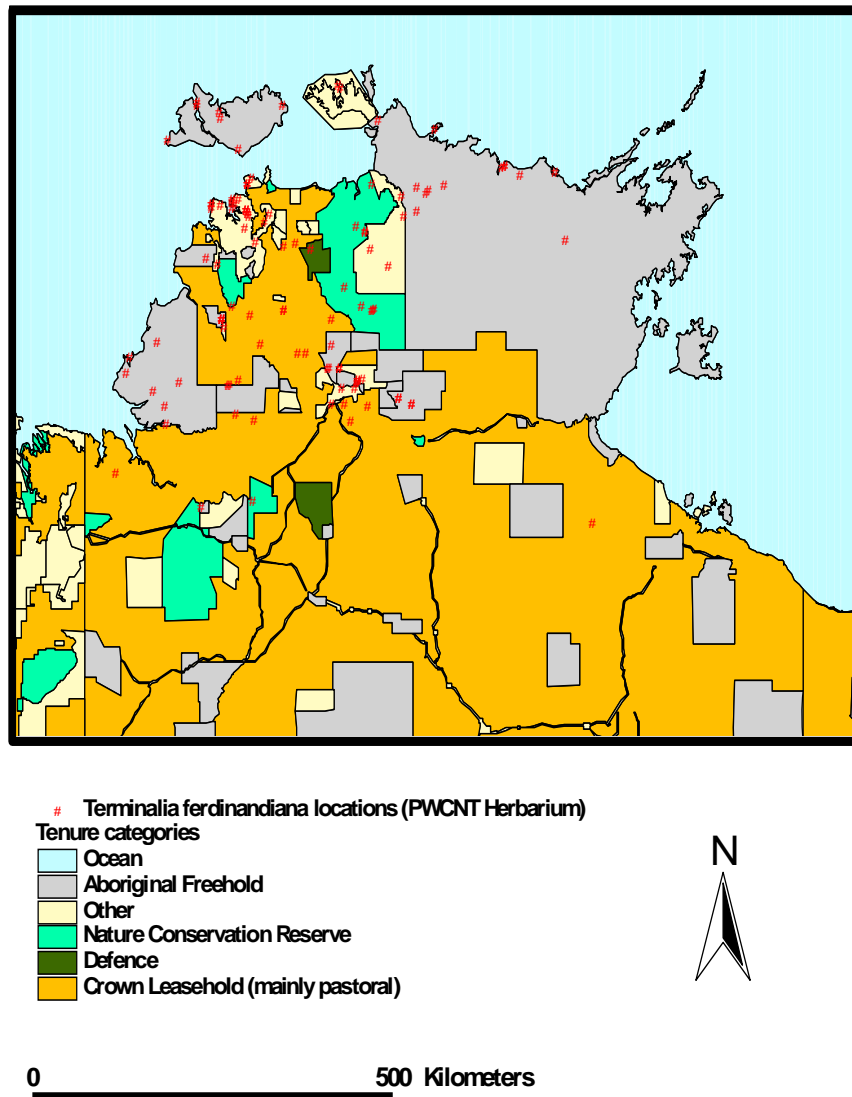 # Terminalia ferdinandiana locations (PWCNT Herbarium)
Tenure categories
Ocean
Aboriginal Freehold
Other
Nature Conservation Reserve
Defence
Crown Leasehold (mainly pastoral)
N
0 500 Kilometers